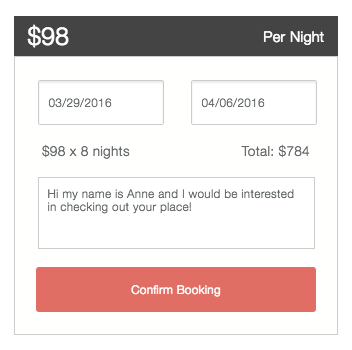 $98 Per Night
03/29/2016 04/06/2016
$98 x 8 nights Total: $784
Hi my name is Anne and I would be interested
in checking out your place!
Confirm Booking